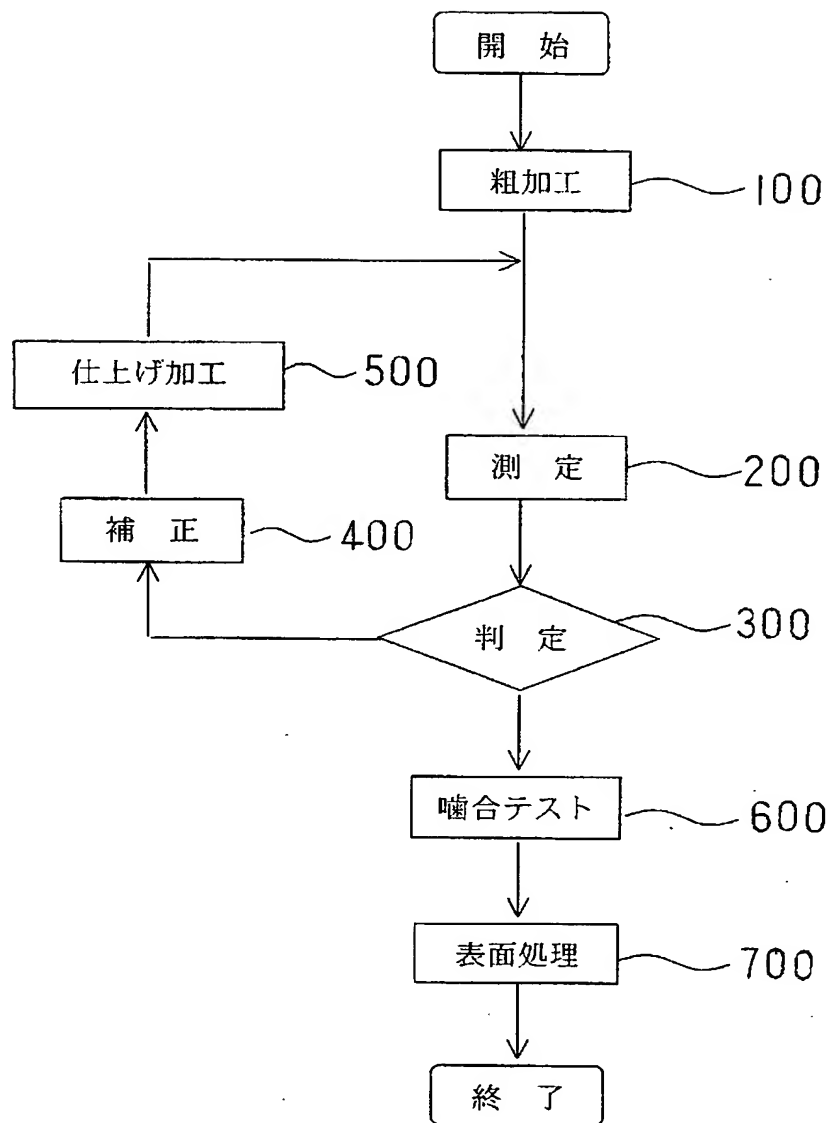 開 始
粗加工
100
仕上げ加工
500
測 定
200
補 正
400
判 定
300
噛合テスト
600
表面処理
700
終 了